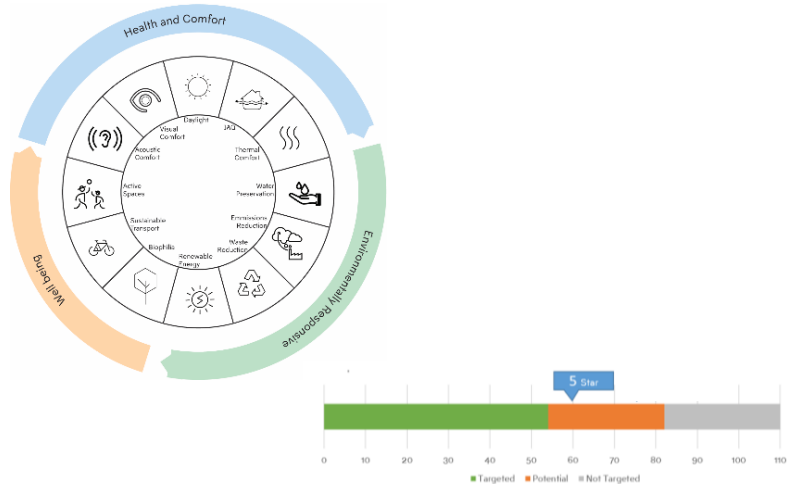 Health and Comfort
Daylight
IAQ
Visual
Comfort
Thermal
Comfort
Acoustic
Comfort
Water
Preservation
Active
Spaces
Emmissions
Reduction
Sustainable
Transport
Waste
Reduction
Biophilia
Renewable
Energy
Environmentally Responsive
Well being
5 Star
0 10 20 30 40 50 60 70 80 90 100 110
Targeted Potential Not Targeted